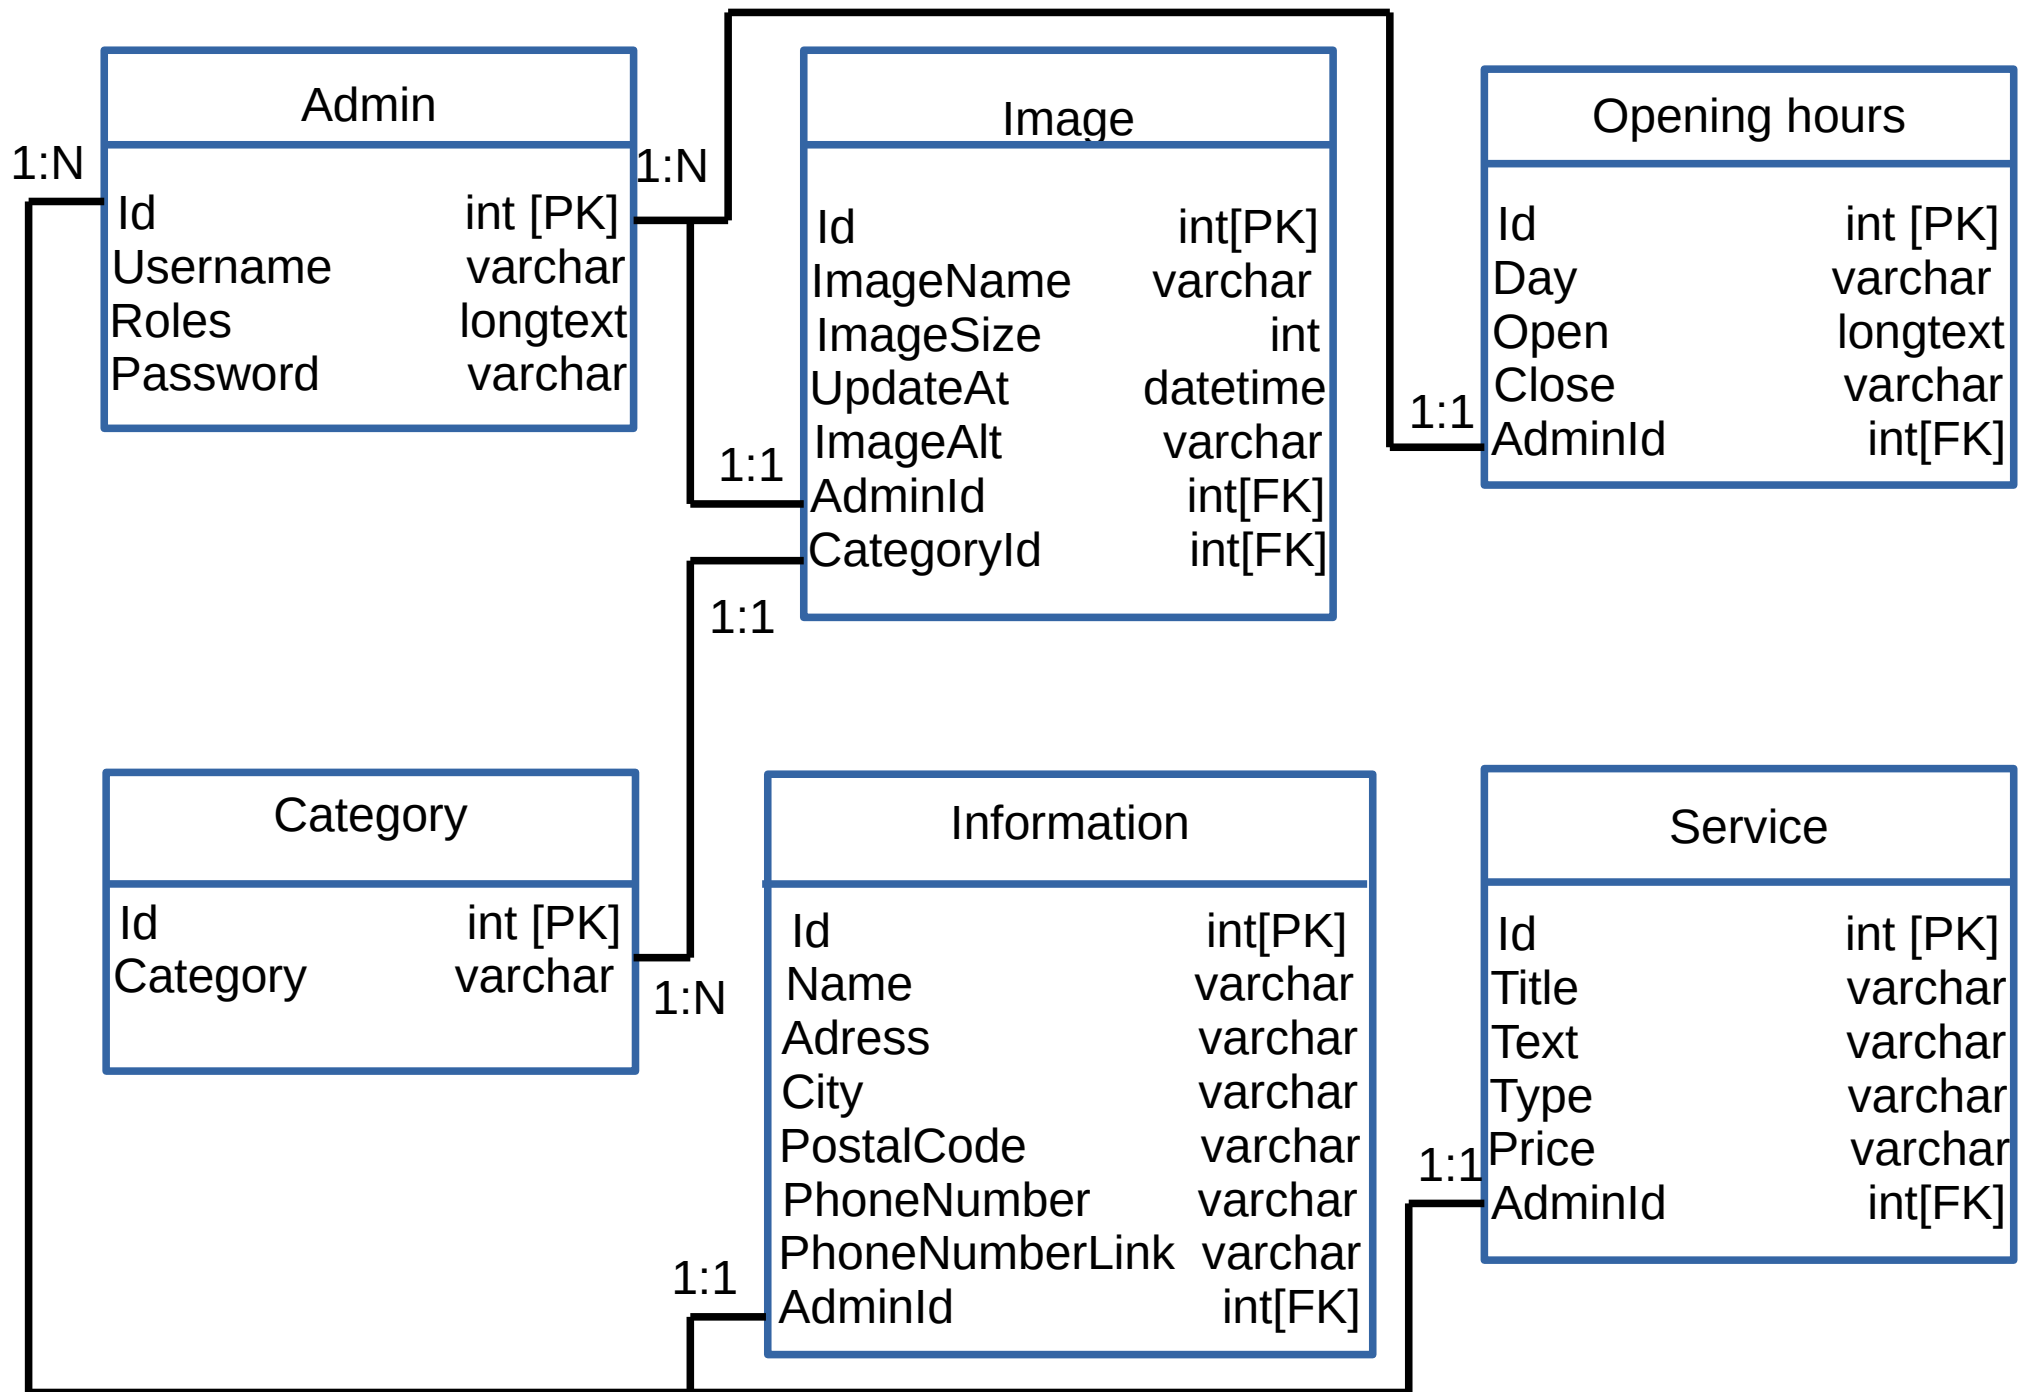 Admin
1:N
1:N
Id int [PK]
Username varchar
Roles longtext
Password varchar
Image
Id int[PK]
ImageName varchar
ImageSize int
UpdateAt datetime
ImageAlt varchar
AdminId int[FK]
CategoryId int[FK]
1:1
1:1
Opening hours
Id int [PK]
Day varchar
Open longtext
Close varchar
AdminId int[FK]
1:1
Category
Id int [PK]
Category varchar
1:N
Information
Id int[PK]
Name varchar
Adress varchar
City varchar
PostalCode varchar
PhoneNumber varchar
PhoneNumberLink varchar
AdminId int[FK]
1:1
Service
Id int [PK]
Title varchar
Text varchar
Type varchar
Price varchar
AdminId int[FK]
1:1